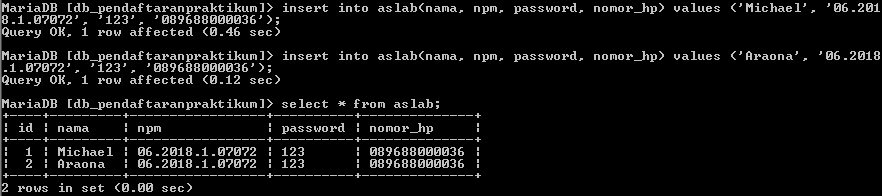 MariaDB [db_pendaftaranpraktikum]> insert into aslab(nama, npm, password, nomor_hp) values ('Michael', '06.201
8.1.07072', '123', '089688000036');
Query OK, 1 row affected (0.46 sec)
MariaDB [db_pendaftaranpraktikum]> insert into aslab(nama, npm, password, nomor_hp) values ('Araona', '06.2018
.1.07072', '123', '089688000036');
Query OK, 1 row affected (0.12 sec)
MariaDB [db_pendaftaranpraktikum]> select * from aslab;
+----+---------+-----------------+----------+--------------+
| id | nama | npm | password | nomor_hp |
+----+---------+-----------------+----------+--------------+
| 1 | Michael | 06.2018.1.07072 | 123 | 089688000036 |
| 2 | Araona | 06.2018.1.07072 | 123 | 089688000036 |
+----+---------+-----------------+----------+--------------+
2 rows in set (0.00 sec)